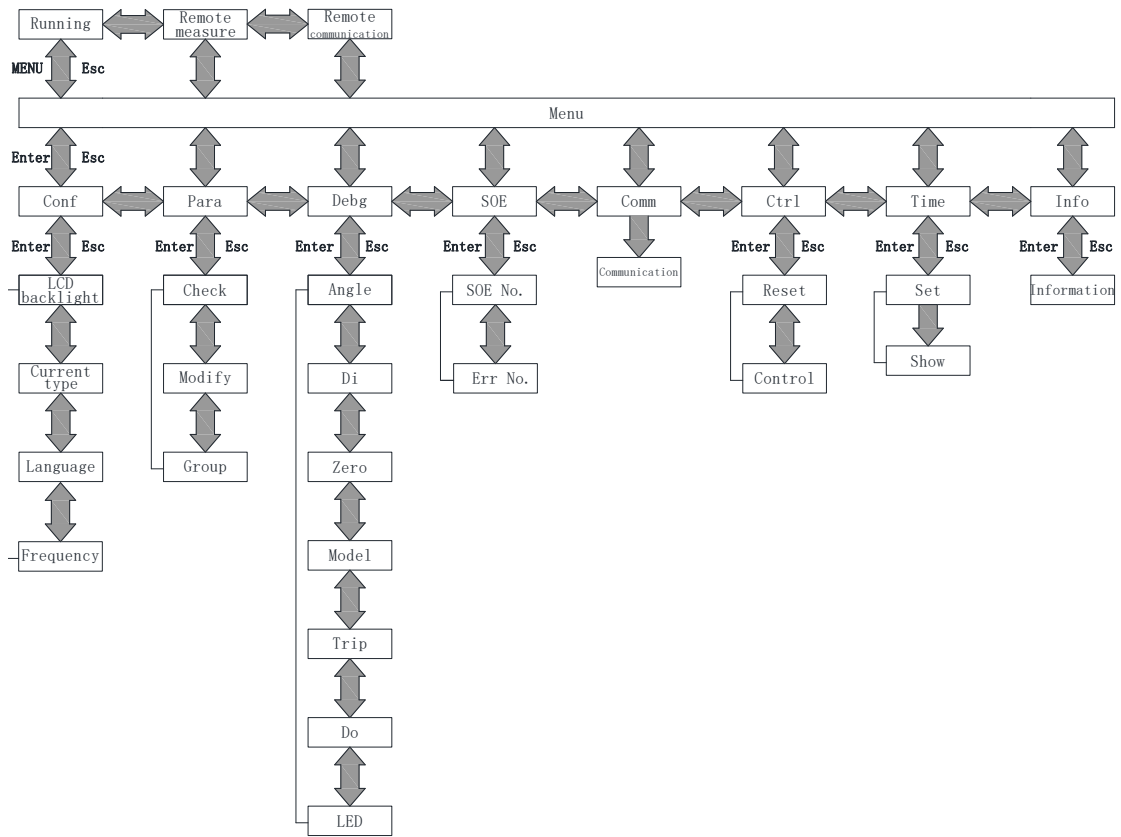 Running
Remote
measure
Remote
communication
MENU Esc
Menu
Enter Esc
Conf
Para
Debg
SOE
Comm
Ctrl
Time
Info
Enter Esc
Enter Esc
Enter Esc
Enter Esc
Enter Esc
Enter Esc
Enter Esc
LCD
backlight
Check
Angle
SOE No.
Communication
Reset
Set
Information
Show
Current
type
Modify
Di
Err No.
Control
Language
Group
Zero
Frequency
Model
Trip
Do
LED